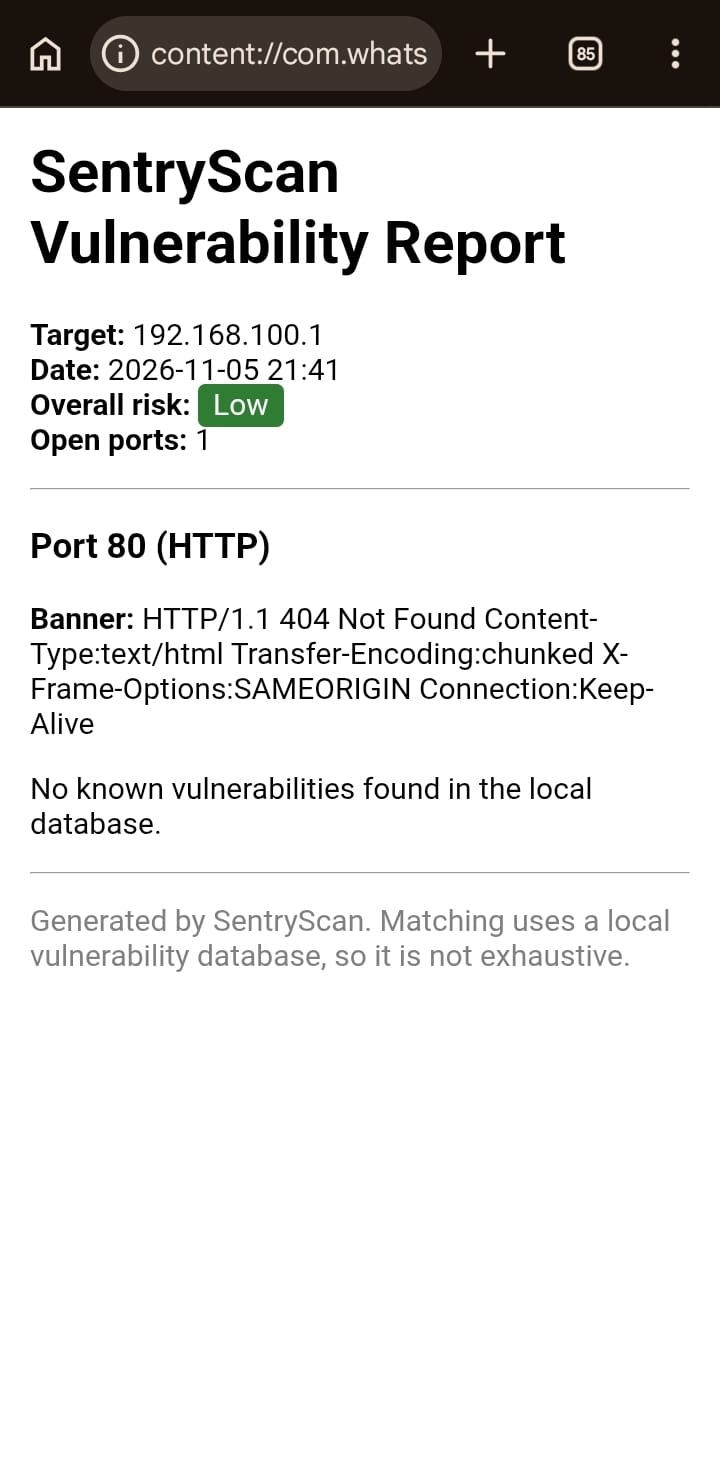 content://com.whats
85
SentryScan
Vulnerability Report
Target: 192.168.100.1
Date: 2026-11-05 21:41
Overall risk: Low
Open ports: 1
Port 80 (HTTP)
Banner: HTTP/1.1 404 Not Found Content-
Type:text/html Transfer-Encoding:chunked X-
Frame-Options:SAMEORIGIN Connection:Keep-
Alive
No known vulnerabilities found in the local
database.
Generated by SentryScan. Matching uses a local
vulnerability database, so it is not exhaustive.